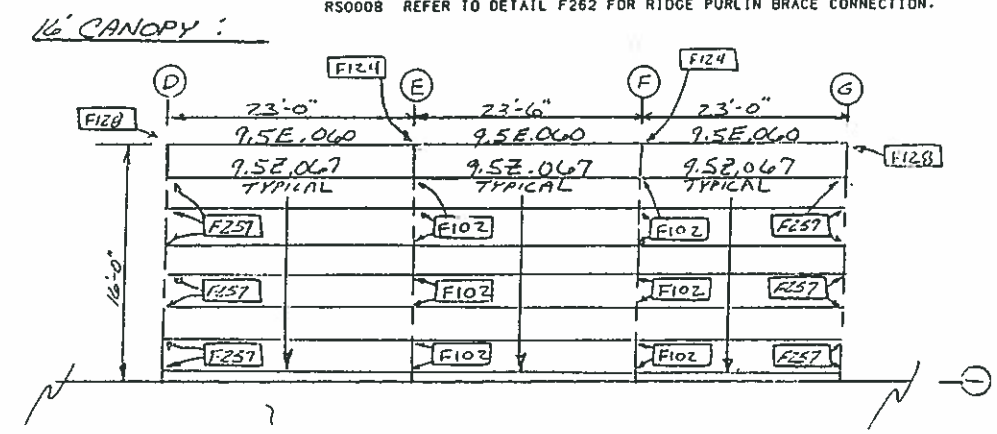 RS0008 REFER TO DETAIL F262 FOR RIDGE PURLIN BRACE CONNECTION.
16' CANOPY :
F124 F124
D E F G
23'-0" 23'-6" 23'-0"
F128
9.5E.060 9.5E.060 9.5E.060
F128
9.5Z.067 9.5Z.067 9.5Z.067
TYPICAL TYPICAL TYPICAL
F257 F102 F102 F257
16'-0"
F257 F102 F102 F257
F257 F102 F102 F257
1